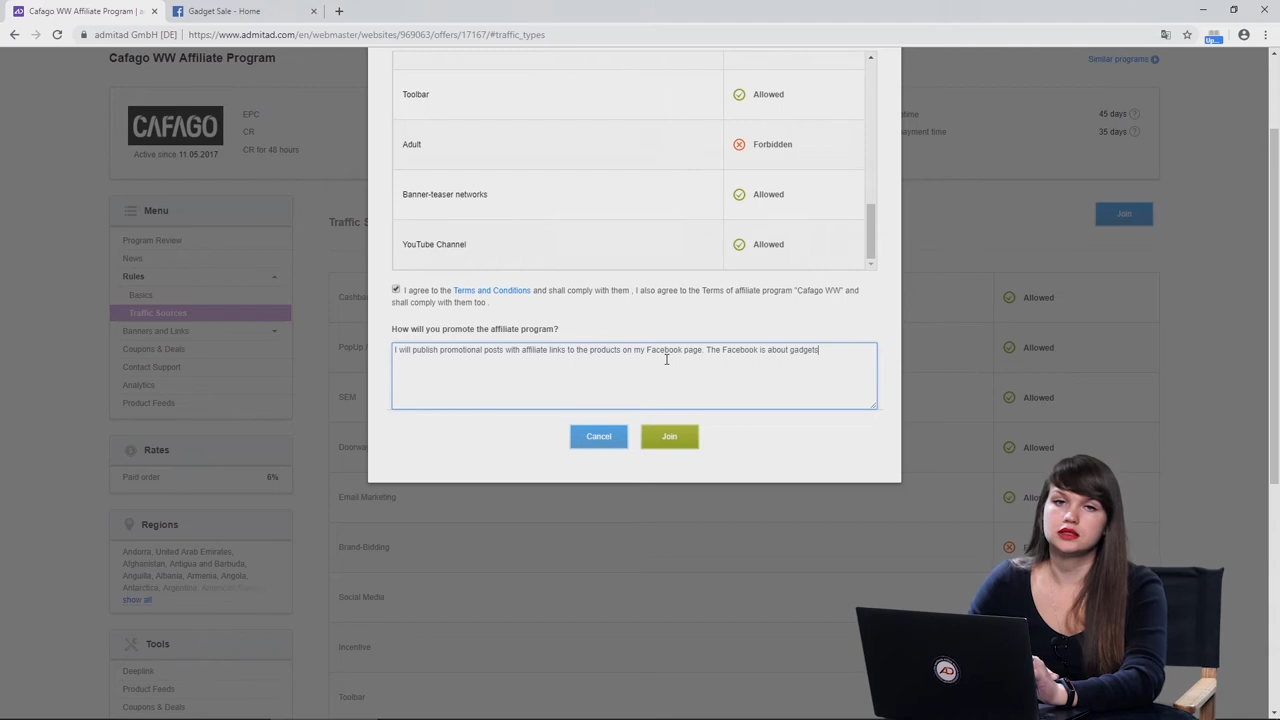 Cafago WW Affiliate Program
Gadget Sale - Home
admitad GmbH [DE]
https://www.admitad.com/en/webmaster/websites/969063/offers/17167/#traffic_types
Cafago WW Affiliate Program
Similar programs
CAFAGO
Active since 11.05.2017
EPC
CR
CR for 48 hours
45 days
payment time
35 days
Menu
Program Review
News
Rules
Basics
Traffic Sources
Banners and Links
Coupons & Deals
Contact Support
Analytics
Product Feeds
Rates
Paid order
6%
Regions
Andorra, United Arab Emirates,
Afghanistan, Antigua and Barbuda,
Anguilla, Albania, Armenia, Angola,
Antarctica, Argentina, American
show all
Tools
Deeplink
Product Feeds
Coupons & Deals
Join
Allowed
Allowed
SEM
Allowed
Allowed
Email Marketing
Brand-Bidding
Social Media
Incentive
Toolbar
Toolbar
Allowed
Adult
Forbidden
Banner-teaser networks
Allowed
YouTube Channel
Allowed
I agree to the Terms and Conditions and shall comply with them , I also agree to the Terms of affiliate program "Cafago WW" and
shall comply with them too .
How will you promote the affiliate program?
I will publish promotional posts with affiliate links to the products on my Facebook page. The Facebook is about gadgets
Cancel
Join
AD